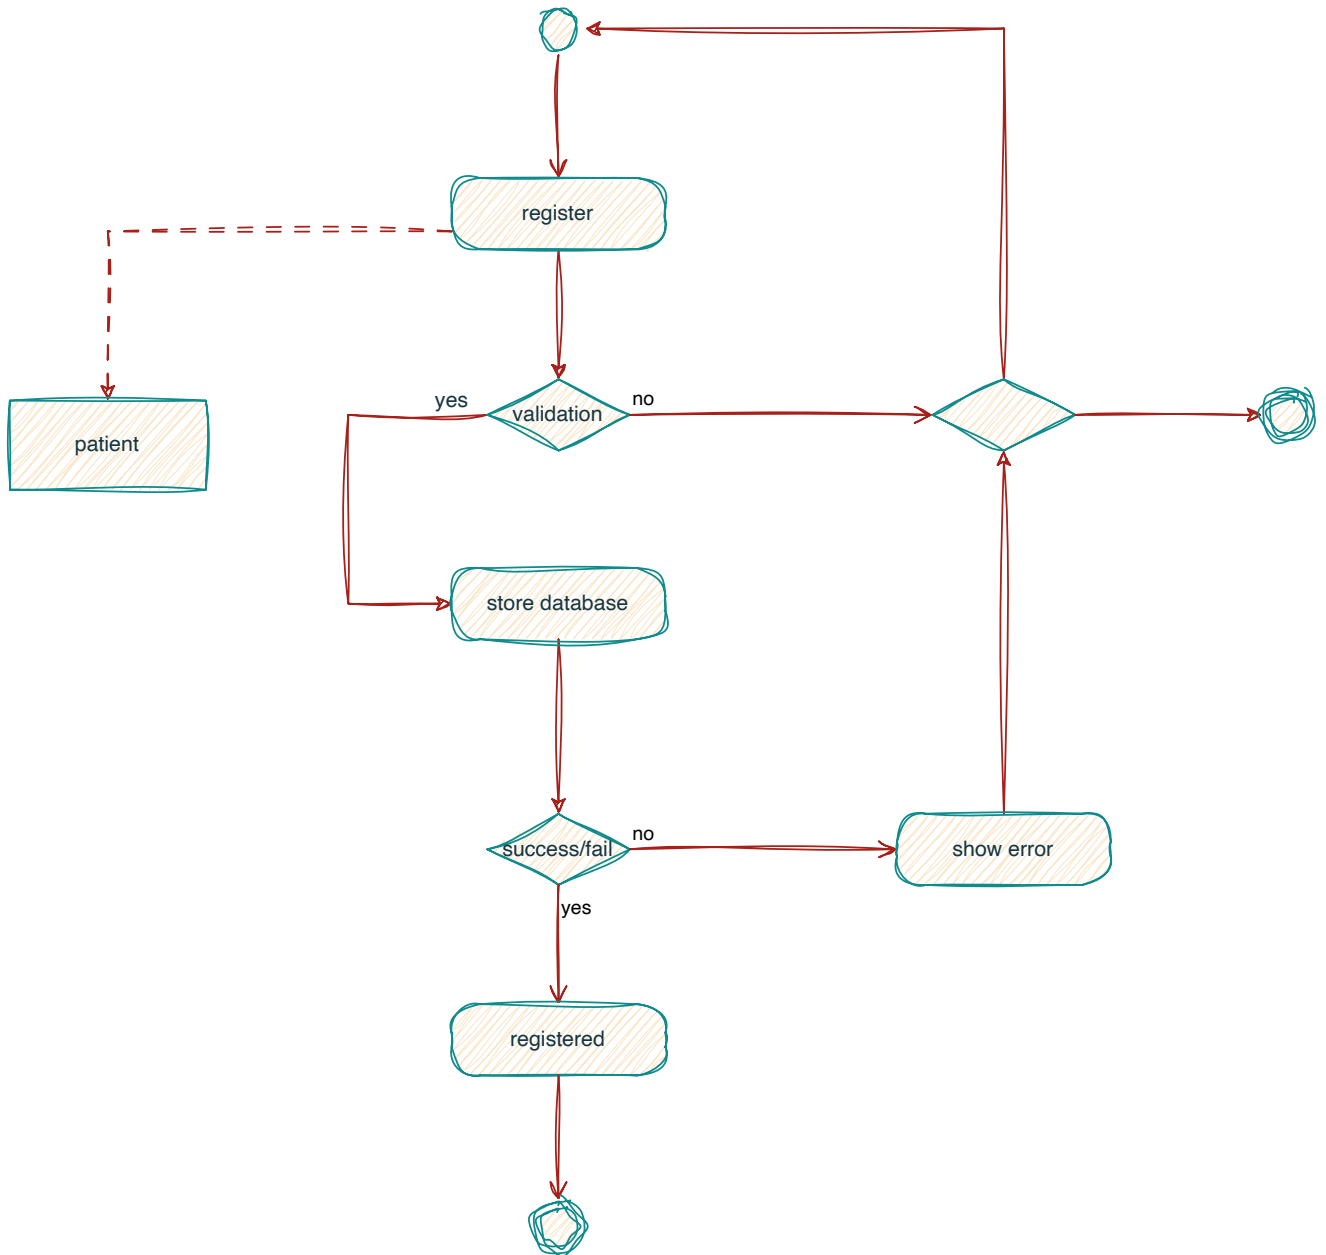 register
yes
validation
no
patient
store database
success/fail
no
show error
yes
registered